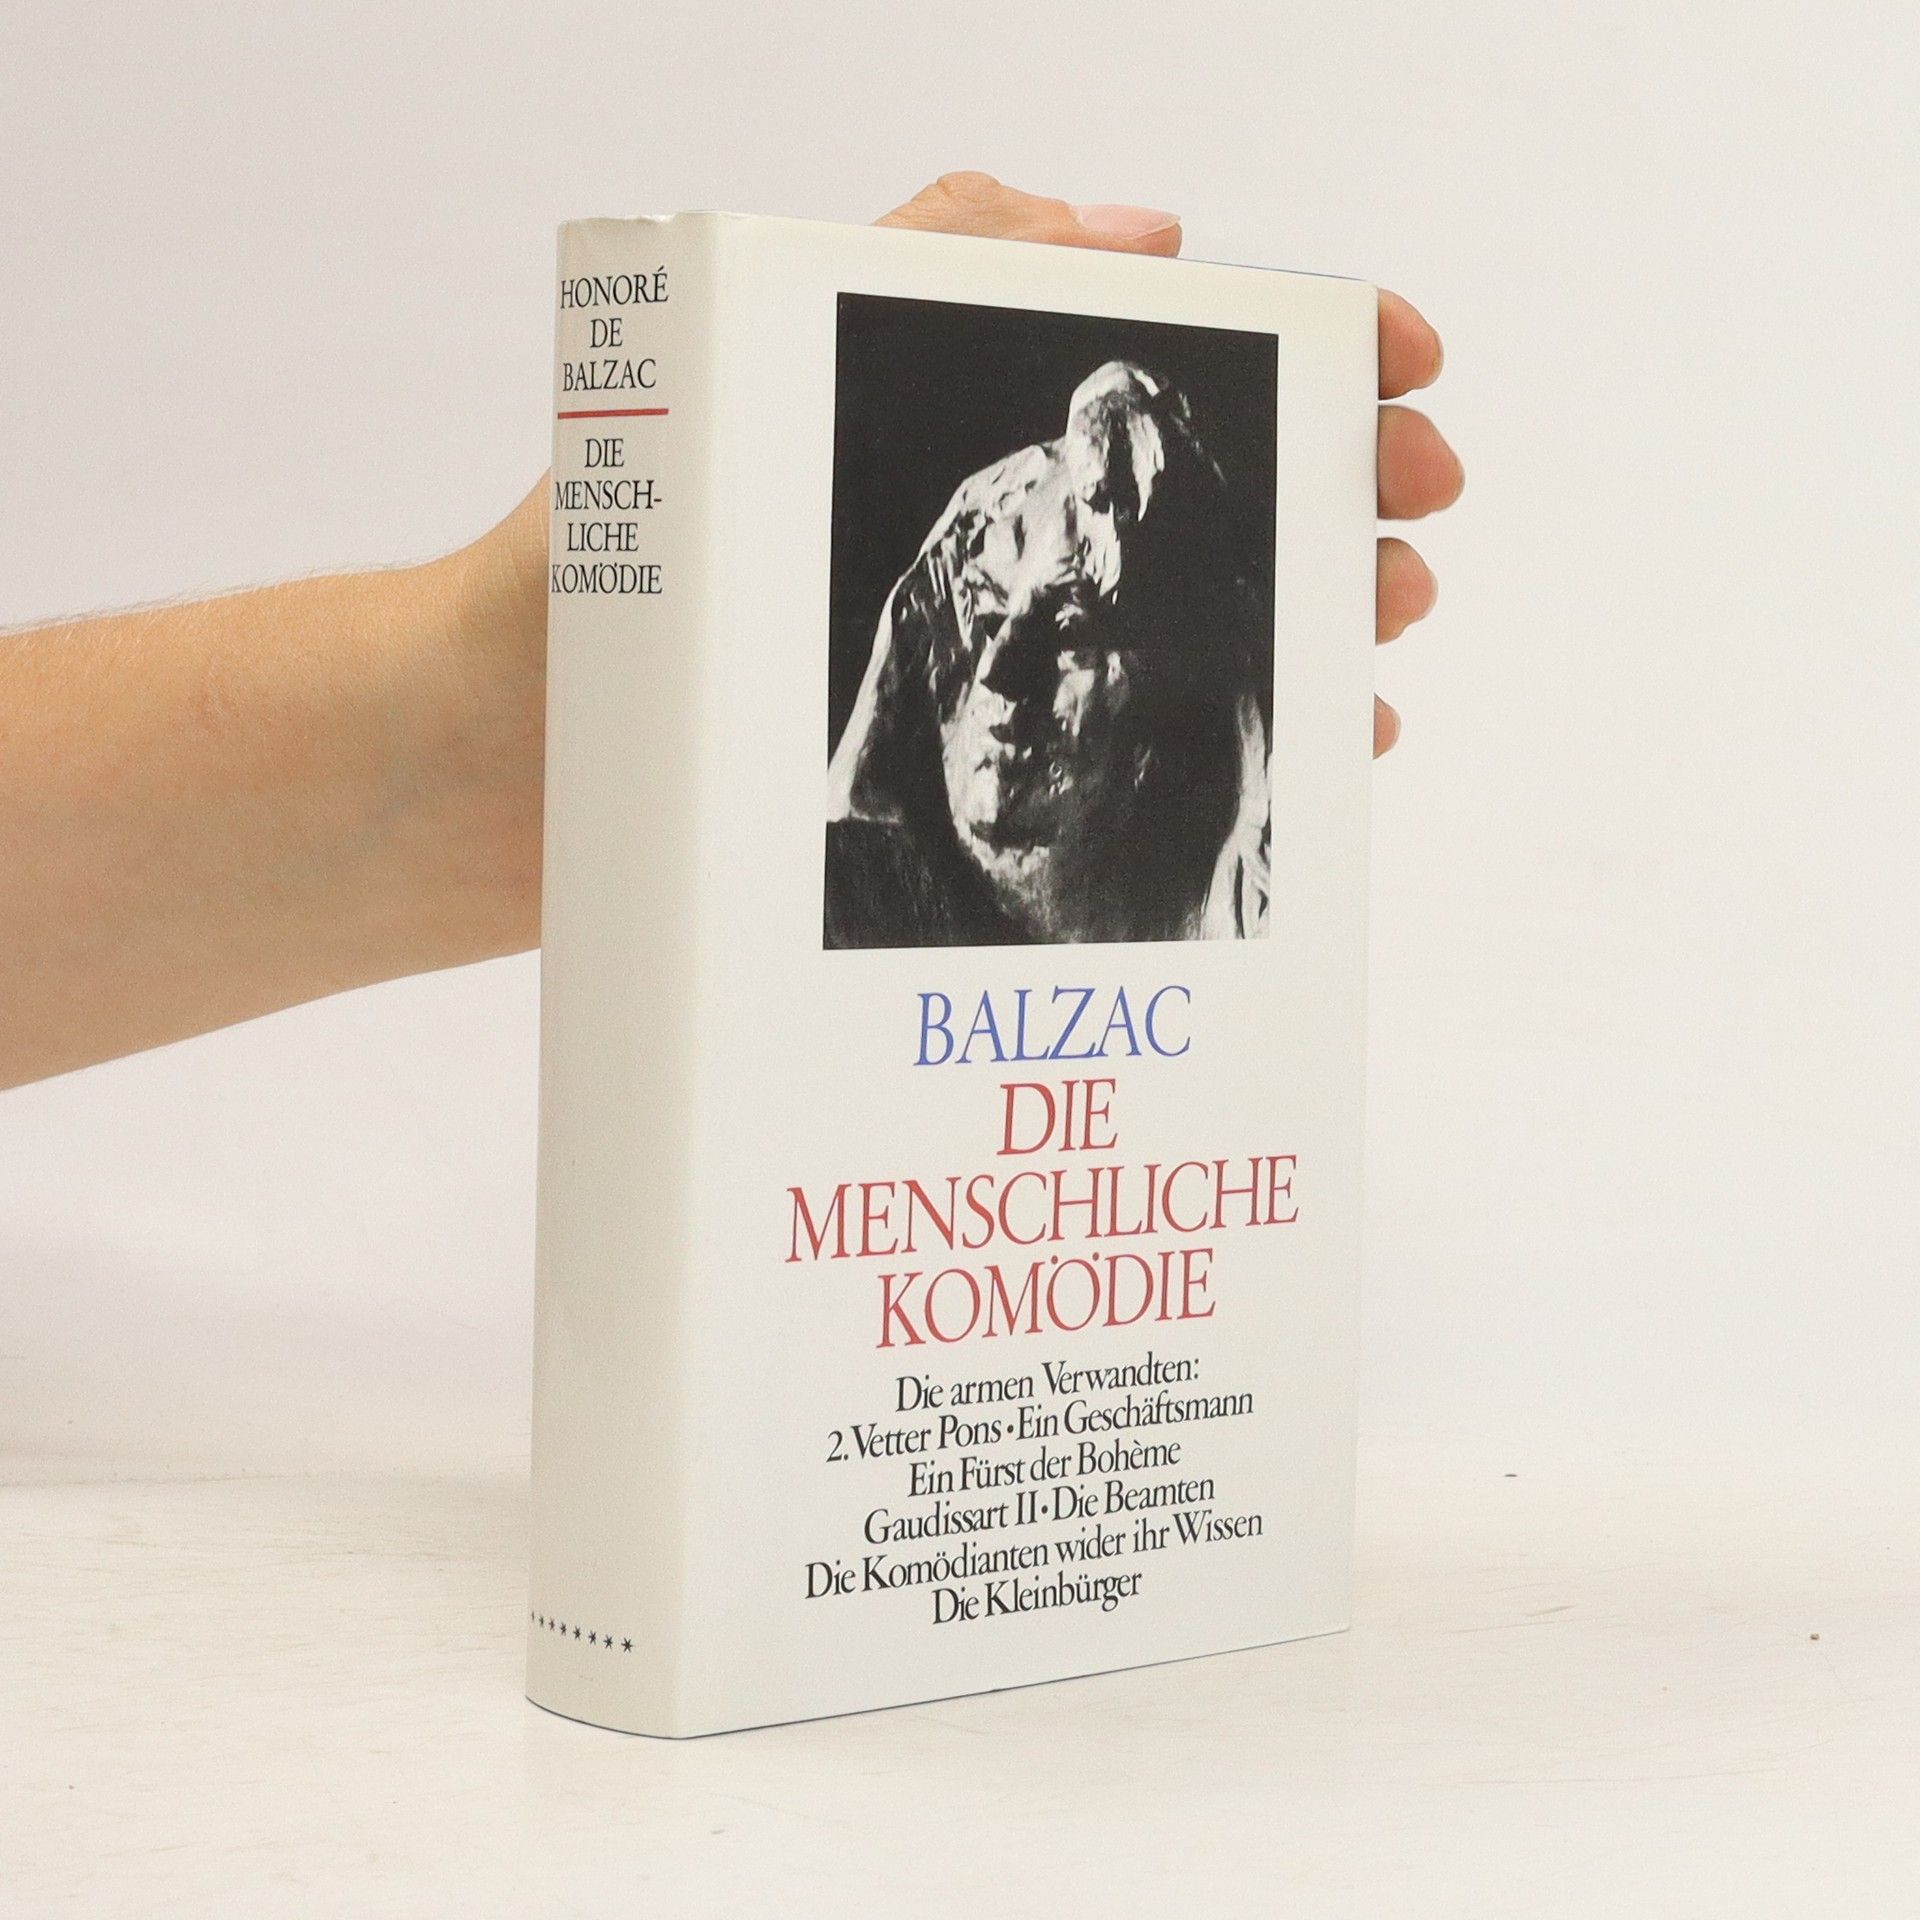 HONORÉ
DE
BALZAC
DIE
MENSCH-
LICHE
KOMÖDIE
********
BALZAC
DIE
MENSCHLICHE
KOMÖDIE
Die armen Verwandten:
2. Vetter Pons • Ein Geschäftsmann
Ein Fürst der Bohème
Gaudissart II • Die Beamten
Die Komödianten wider ihr Wissen
Die Kleinbürger